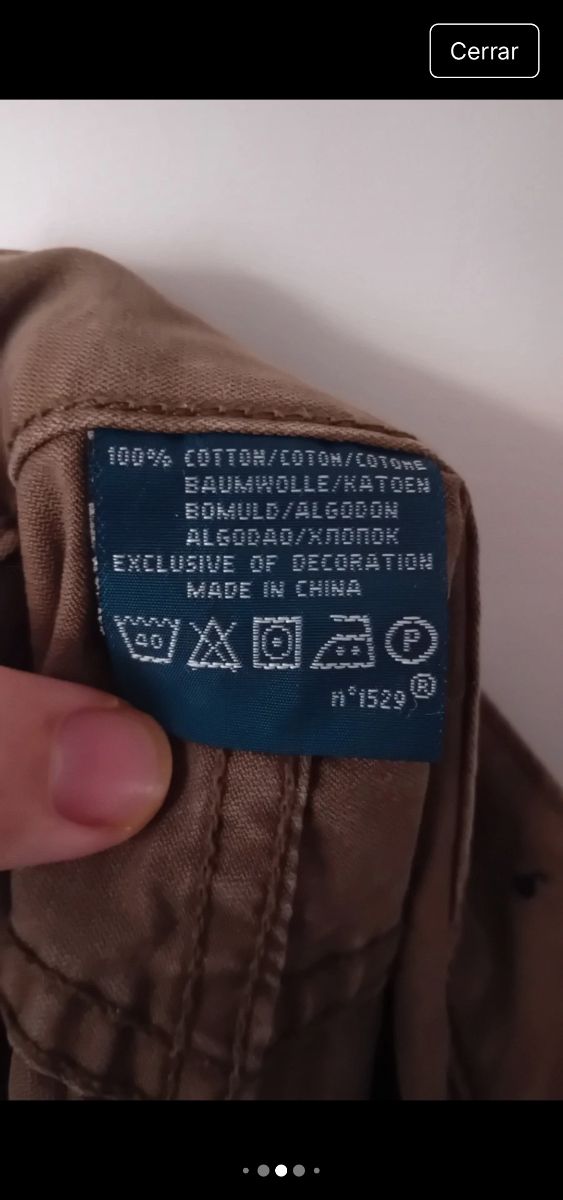 Cerrar
100% COTTON/COTON/COTONE
BAUMWOLLE/KATOEN
BOMULD/ALGODON
ALGODAO/ХЛОПОК
EXCLUSIVE OF DECORATION
MADE IN CHINA
40 P
n°1529®